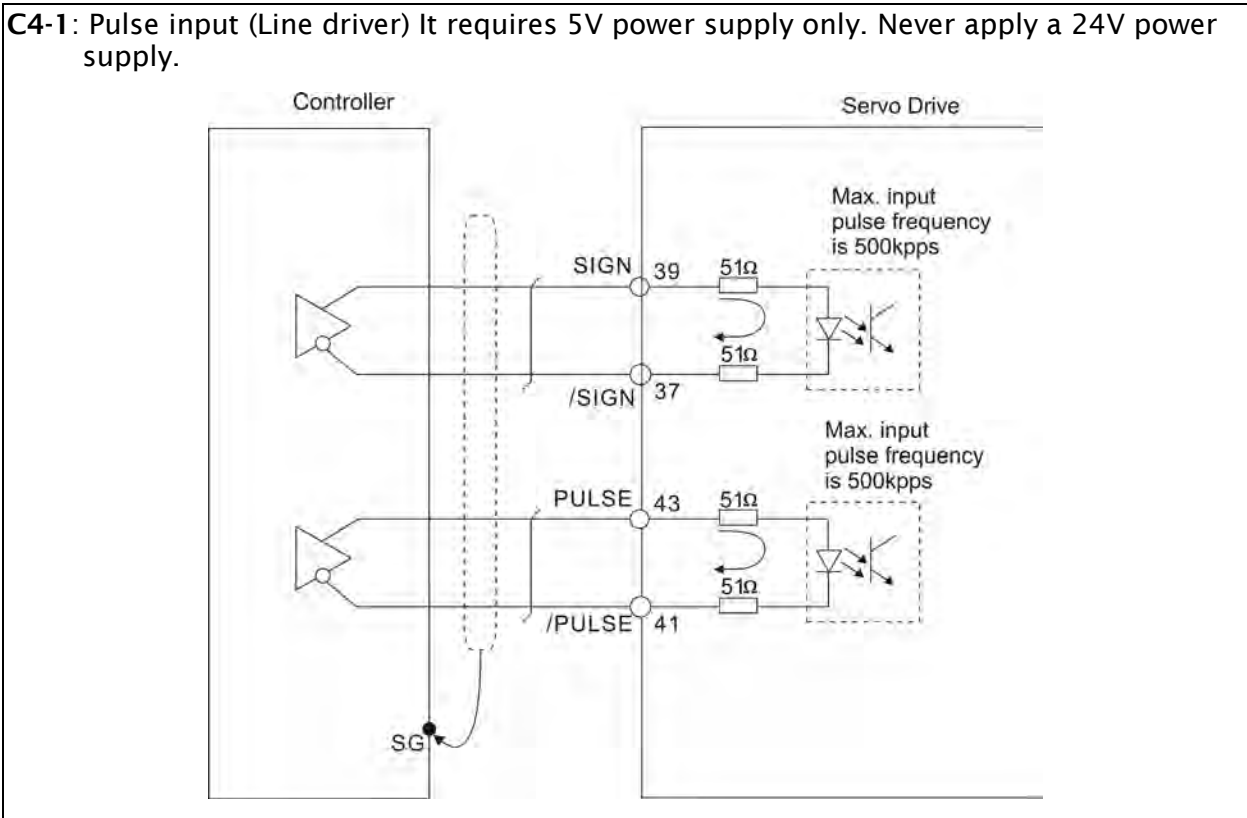 C4-1: Pulse input (Line driver) It requires 5V power supply only. Never apply a 24V power
supply.
Controller
Servo Drive
Max. input
pulse frequency
is 500kpps
SIGN
39
51Ω
51Ω
/SIGN
37
Max. input
pulse frequency
is 500kpps
PULSE
43
51Ω
51Ω
/PULSE
41
SG